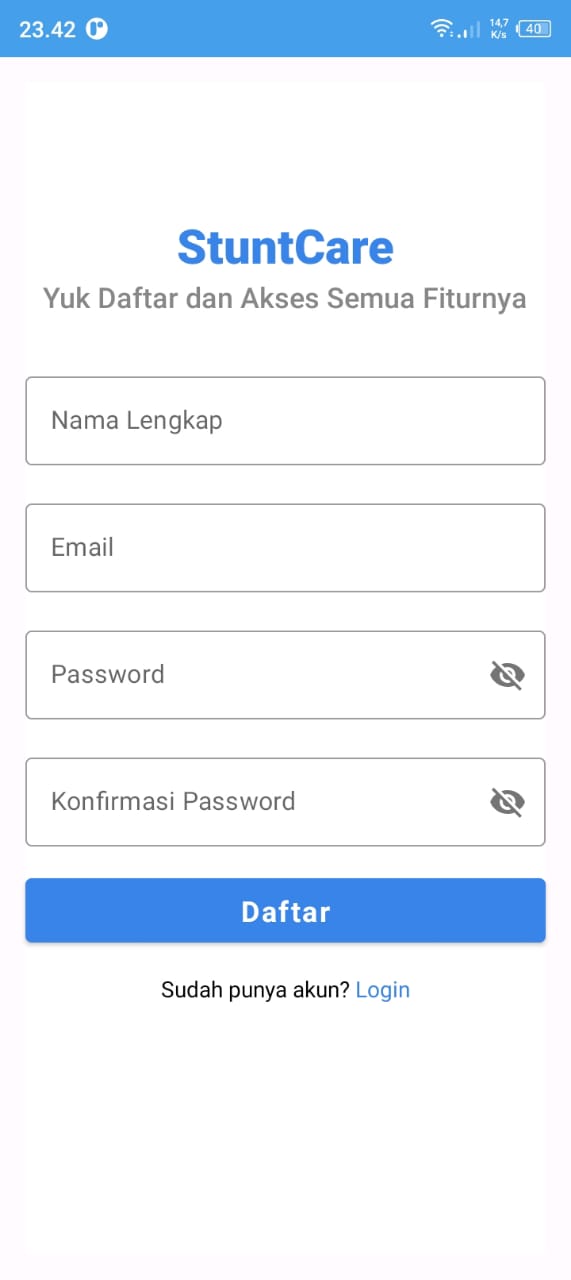 23.42
14,7
K/s
40
StuntCare
Yuk Daftar dan Akses Semua Fiturnya
Nama Lengkap
Email
Password
Konfirmasi Password
Daftar
Sudah punya akun? Login